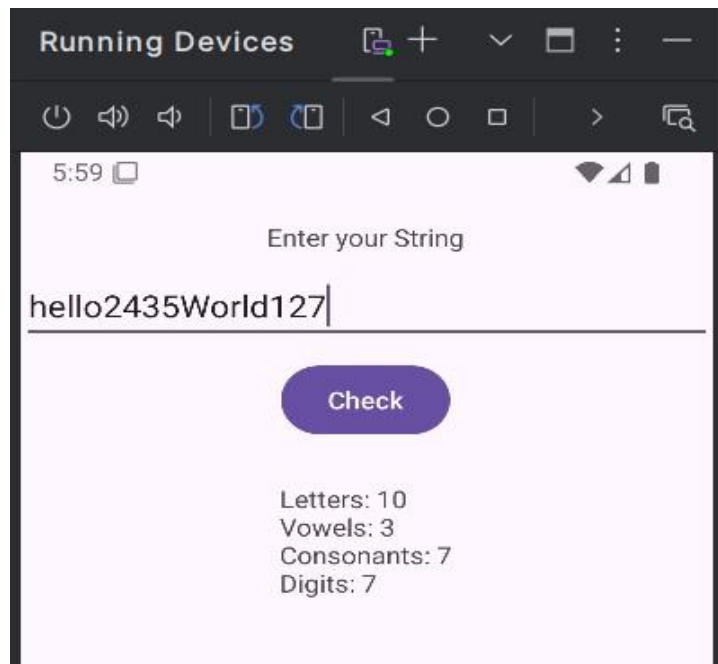 Running Devices
5:59
Enter your String
hello2435World127
Check
Letters: 10
Vowels: 3
Consonants: 7
Digits: 7